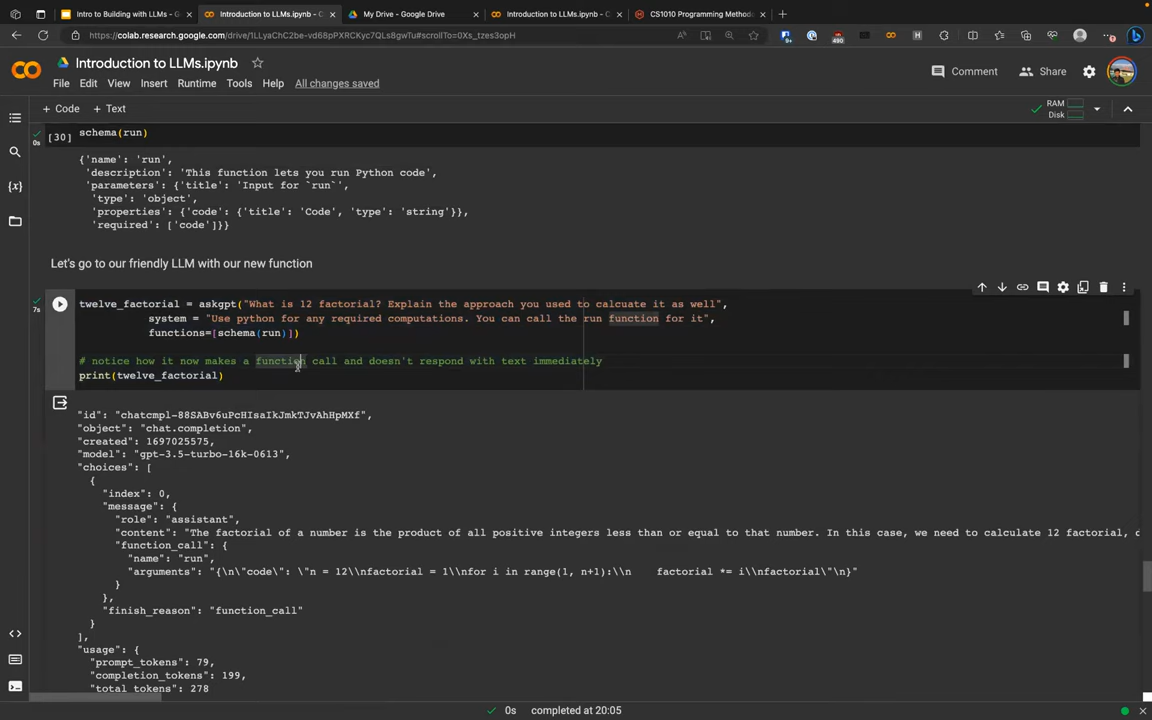 Intro to Building with LLMs - G
Introduction to LLMs.ipynb - C
My Drive - Google Drive
Introduction to LLMs.ipynb - C
CS1010 Programming Method
https://colab.research.google.com/drive/1LLyaChC2be-vd68pPXRCKyc7QLs8gwTu#scrollTo=0Xs_tzes3opH
490
Introduction to LLMs.ipynb
File Edit View Insert Runtime Tools Help All changes saved
Comment
Share
+ Code + Text
RAM
Disk
0s
[30]
schema(run)
{'name': 'run',
'description': 'This function lets you run Python code',
'parameters': {'title': 'Input for `run`',
'type': 'object',
'properties': {'code': {'title': 'Code', 'type': 'string'}},
'required': ['code']}}
Let's go to our friendly LLM with our new function
7s
twelve_factorial = askgpt("What is 12 factorial? Explain the approach you used to calcuate it as well",
system = "Use python for any required computations. You can call the run function for it",
functions=[schema(run)])
# notice how it now makes a function call and doesn't respond with text immediately
print(twelve_factorial)
"id": "chatcmpl-88SABv6uPcHIsaIkJmkTJvAhHpMXf",
"object": "chat.completion",
"created": 1697025575,
"model": "gpt-3.5-turbo-16k-0613",
"choices": [
{
"index": 0,
"message": {
"role": "assistant",
"content": "The factorial of a number is the product of all positive integers less than or equal to that number. In this case, we need to calculate 12 factorial,
"function_call": {
"name": "run",
"arguments": "{\n\"code\": \"n = 12\\nfactorial = 1\\nfor i in range(1, n+1):\\n    factorial *= i\\nfactorial\"\n}"
}
},
"finish_reason": "function_call"
}
],
"usage": {
"prompt_tokens": 79,
"completion_tokens": 199,
"total_tokens": 278
0s completed at 20:05